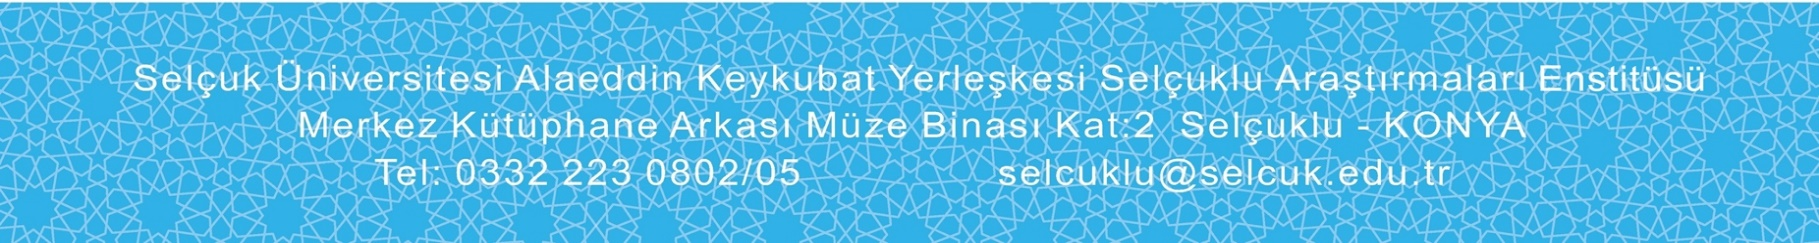 Selçuk Üniversitesi Alaeddin Keykubat Yerleşkesi Selçuklu Araştırmaları Enstitüsü
Merkez Kütüphane Arkası Müze Binası Kat:2 Selçuklu - KONYA
Tel: 0332 223 0802/05 selcuklu@selcuk.edu.tr